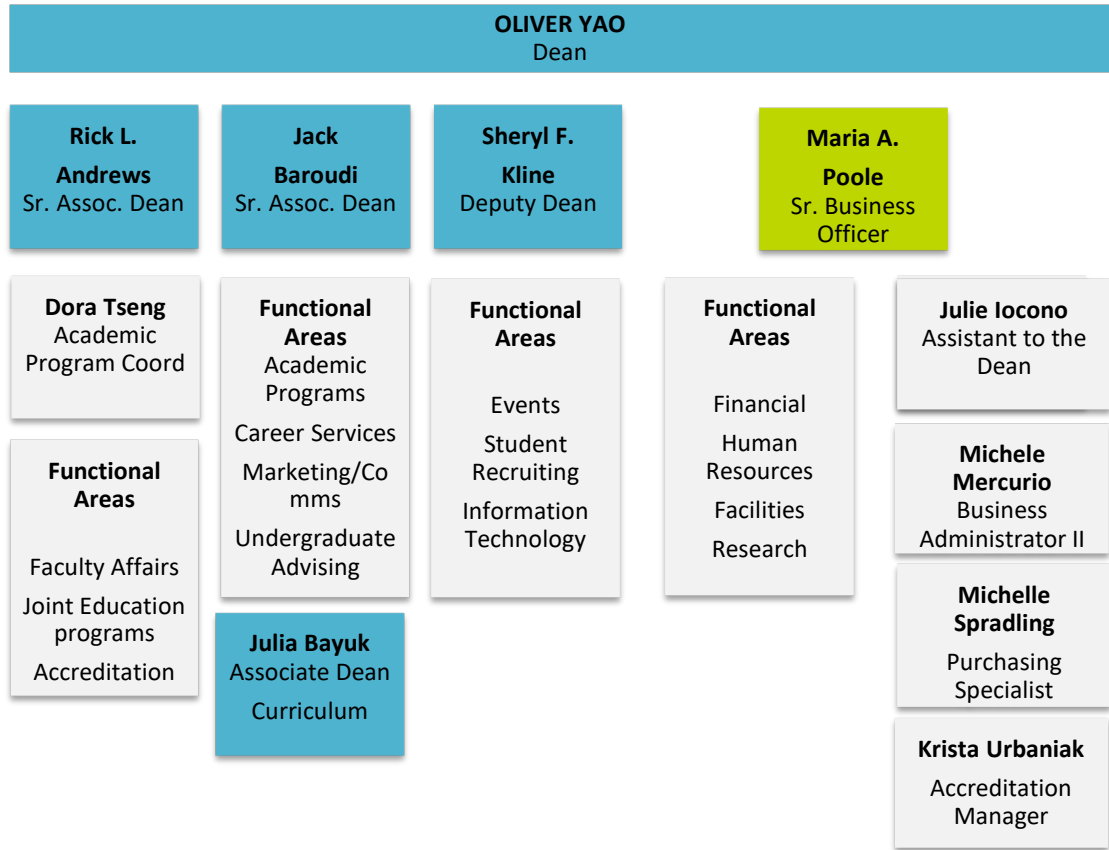 OLIVER YAO
Dean
Rick L.
Andrews
Sr. Assoc. Dean
Jack
Baroudi
Sr. Assoc. Dean
Sheryl F.
Kline
Deputy Dean
Maria A.
Poole
Sr. Business
Officer
Dora Tseng
Academic
Program Coord
Functional
Areas
Faculty Affairs
Joint Education
programs
Accreditation
Functional
Areas
Academic
Programs
Career Services
Marketing/Co
mms
Undergraduate
Advising
Julia Bayuk
Associate Dean
Curriculum
Functional
Areas
Events
Student
Recruiting
Information
Technology
Functional
Areas
Financial
Human
Resources
Facilities
Research
Julie Iocono
Assistant to the
Dean
Michele
Mercurio
Business
Administrator II
Michelle
Spradling
Purchasing
Specialist
Krista Urbaniak
Accreditation
Manager